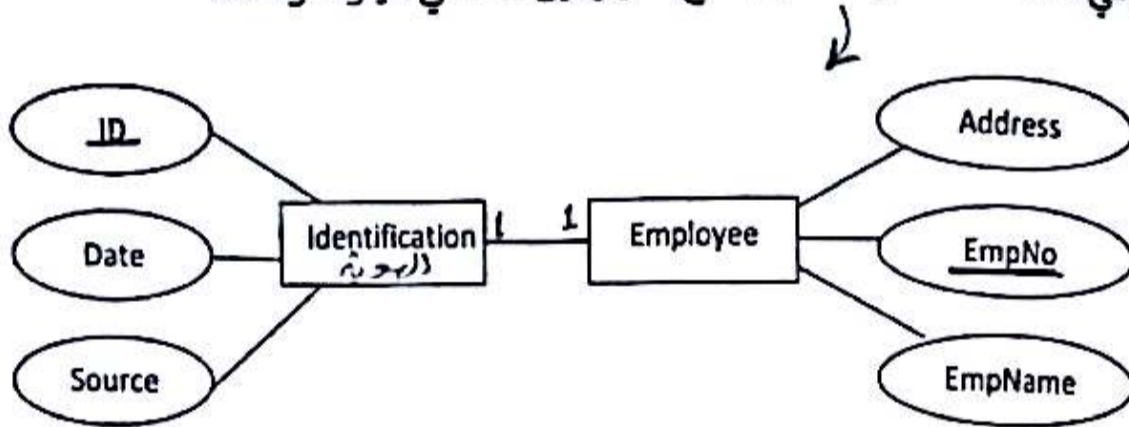 ID
Date
Source
Identification 1
الهوية
1 Employee
Address
EmpNo
EmpName